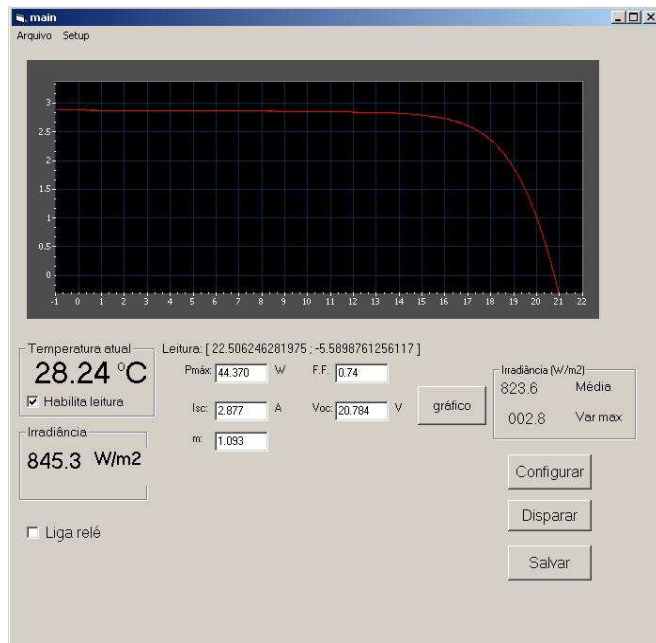 main
Arquivo Setup
3
2.5
2
1.5
1
0.5
0
-1 0 1 2 3 4 5 6 7 8 9 10 11 12 13 14 15 16 17 18 19 20 21 22
Temperatura atual
28.24 °C
Habilita leitura
Irradiância
845.3 W/m2
Liga relé
Leitura: [ 22.506246281975 ; -5.5898761256117 ]
Pmáx: 44.370 W F.F. 0.74
Isc: 2.877 A Voc: 20.784 V
m: 1.093
gráfico
Irradiância (W/m2)
823.6 Média
002.8 Var max
Configurar
Disparar
Salvar